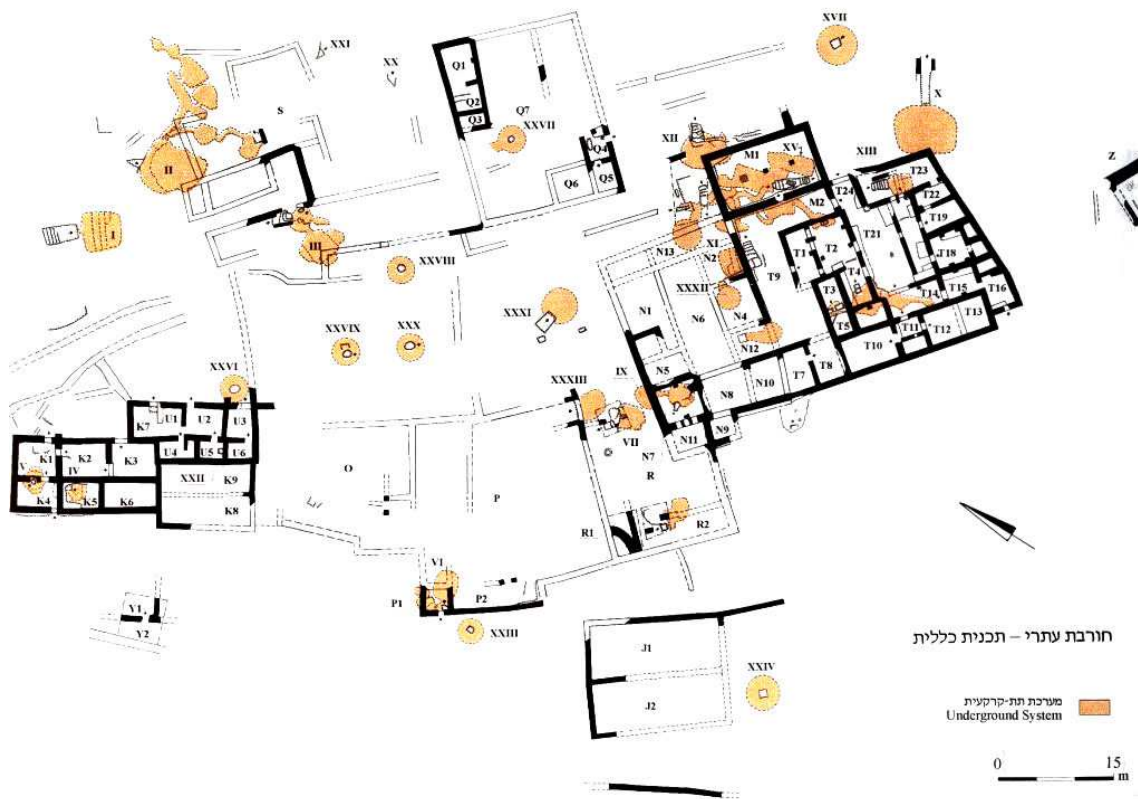 XVII
XXI
XX
Q1
X
S
Q2
Q7
Q3
XXVII
XII
M1
XV
XIII
Q4
Z
II
Q6
Q5
T23
T24
T22
M2
T19
I
T21
III
XI
T1
T2
N13
N2
T18
XXVIII
T9
T4
XXXII
T15
T16
T3
T14
N1
N6
N4
T13
XXXI
T5
T11
T12
XXIX
XXX
N12
T10
N5
T8
T7
XXVI
IX
N10
XXXIII
N8
K7
U1
U2
U3
VII
N9
N11
K1
K2
K3
U4
U5
U6
N7
V
IV
O
R
XXII
K9
K4
K5
K6
P
K8
R1
R2
VI
P1
P2
Y1
Y2
XXIII
חורבת עתרי – תכנית כללית
J1
XXIV
J2
מערכת תת-קרקעית
Underground System
0 15
m